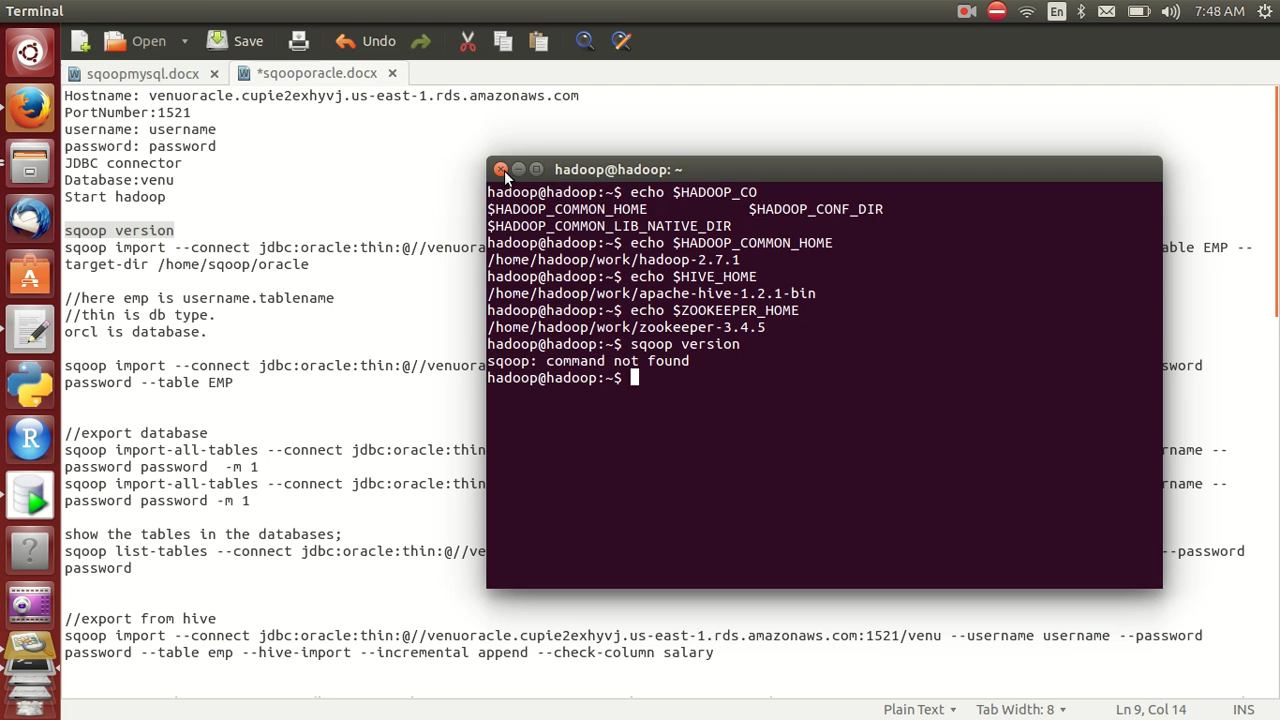 Terminal
En
7:48 AM
Open
Save
Undo
sqoopmysql.docx
*sqooporacle.docx
Hostname: venuoracle.cupie2exhyvj.us-east-1.rds.amazonaws.com
PortNumber:1521
username: username
password: password
JDBC connector
Database:venu
Start hadoop
sqoop version
sqoop import --connect jdbc:oracle:thin:@//venuora
able EMP --
target-dir /home/sqoop/oracle
//here emp is username.tablename
//thin is db type.
orcl is database.
sqoop import --connect jdbc:oracle:thin:@//venuora
word
password --table EMP
//export database
sqoop import-all-tables --connect jdbc:oracle:thin
rname --
password password  -m 1
sqoop import-all-tables --connect jdbc:oracle:thin
rname --
password password -m 1
show the tables in the databases;
sqoop list-tables --connect jdbc:oracle:thin:@//ve
--password
password
//export from hive
sqoop import --connect jdbc:oracle:thin:@//venuoracle.cupie2exhyvj.us-east-1.rds.amazonaws.com:1521/venu --username username --password
password --table emp --hive-import --incremental append --check-column salary
hadoop@hadoop: ~
hadoop@hadoop:~$ echo $HADOOP_CO
$HADOOP_COMMON_HOME $HADOOP_CONF_DIR
$HADOOP_COMMON_LIB_NATIVE_DIR
hadoop@hadoop:~$ echo $HADOOP_COMMON_HOME
/home/hadoop/work/hadoop-2.7.1
hadoop@hadoop:~$ echo $HIVE_HOME
/home/hadoop/work/apache-hive-1.2.1-bin
hadoop@hadoop:~$ echo $ZOOKEEPER_HOME
/home/hadoop/work/zookeeper-3.4.5
hadoop@hadoop:~$ sqoop version
sqoop: command not found
hadoop@hadoop:~$
Plain Text
Tab Width: 8
Ln 9, Col 14
INS